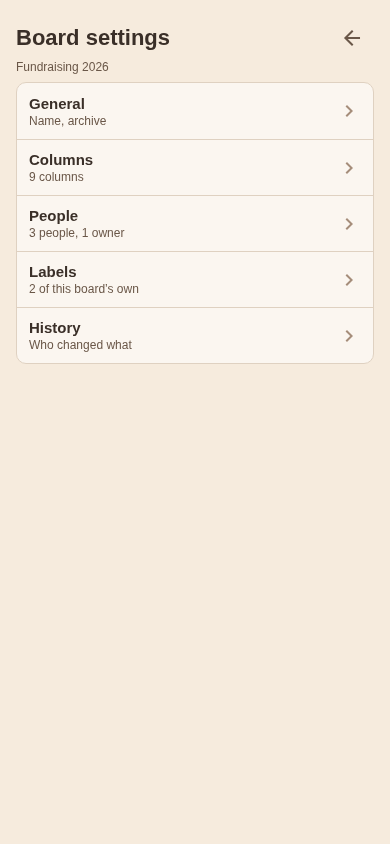 Board settings
Fundraising 2026
General
Name, archive
Columns
9 columns
People
3 people, 1 owner
Labels
2 of this board's own
History
Who changed what